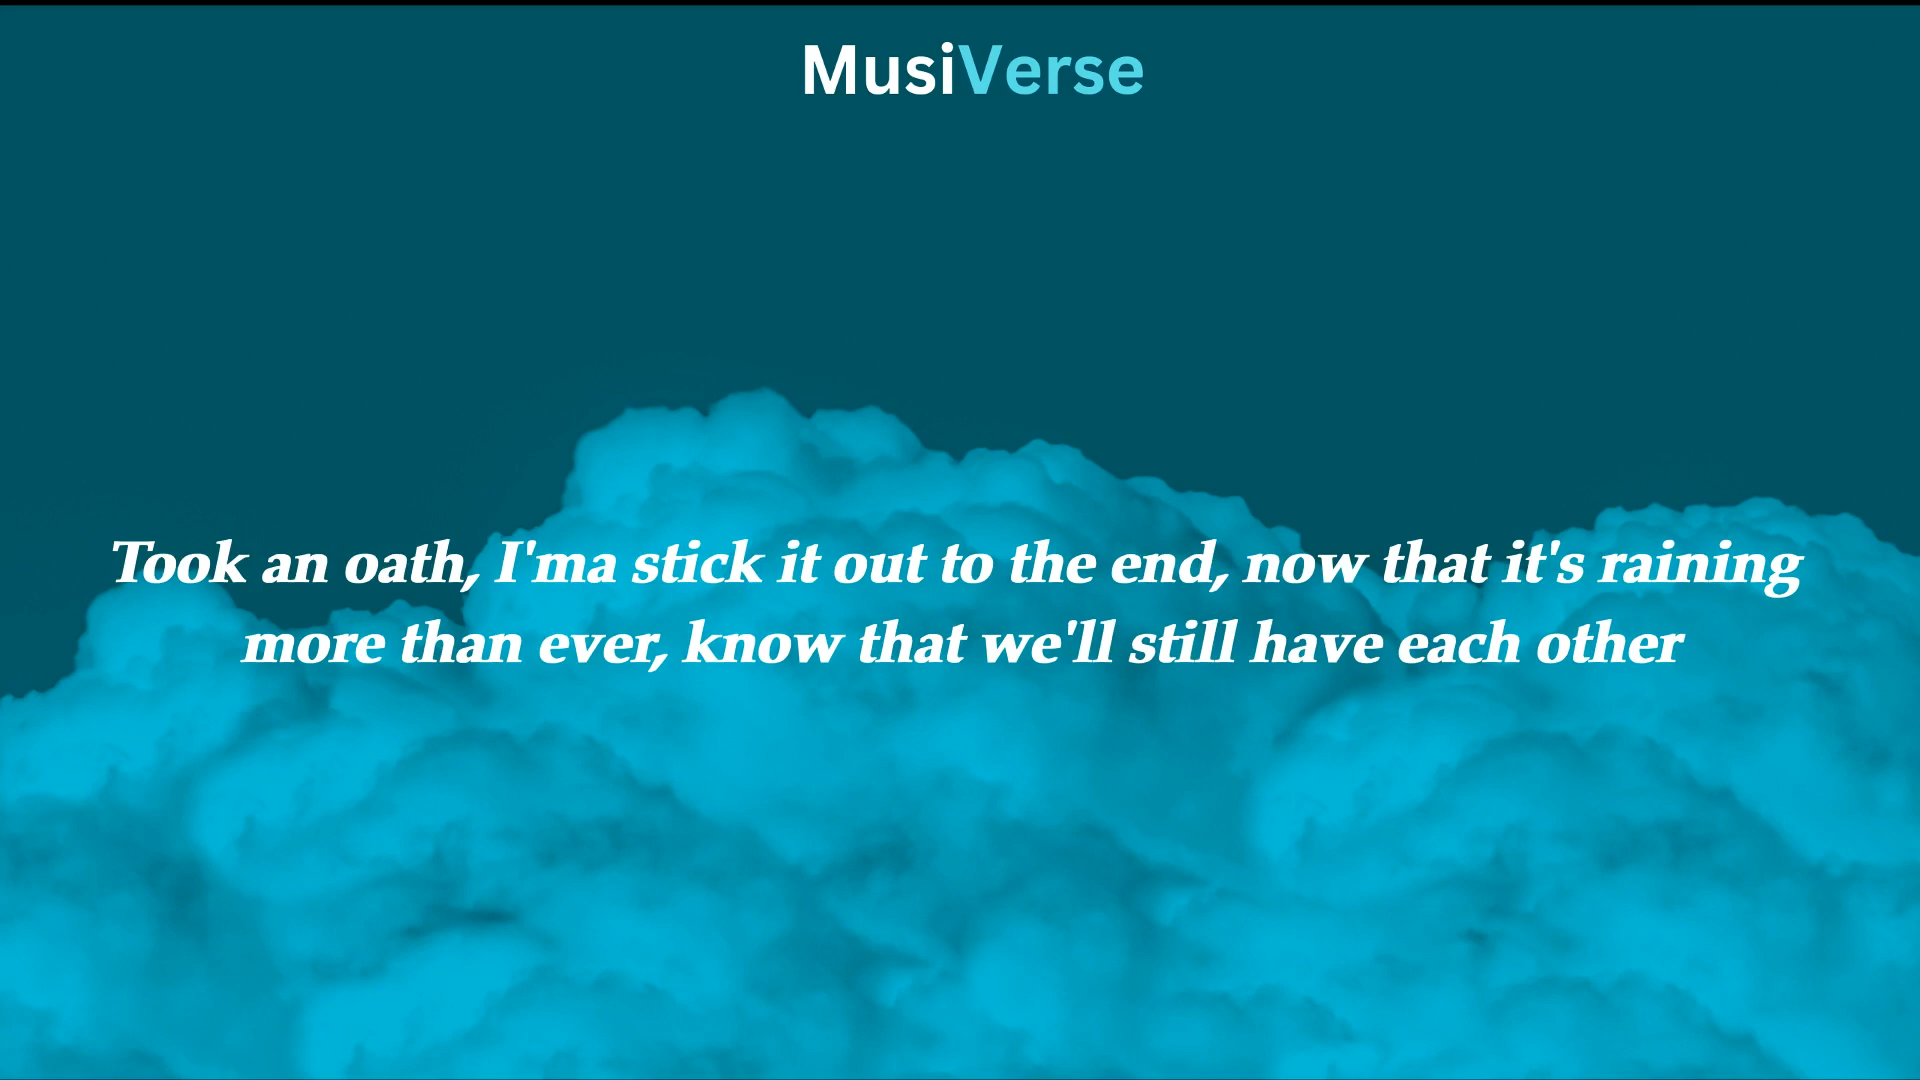 MusiVerse
Took an oath, I'ma stick it out to the end, now that it's raining
more than ever, know that we'll still have each other